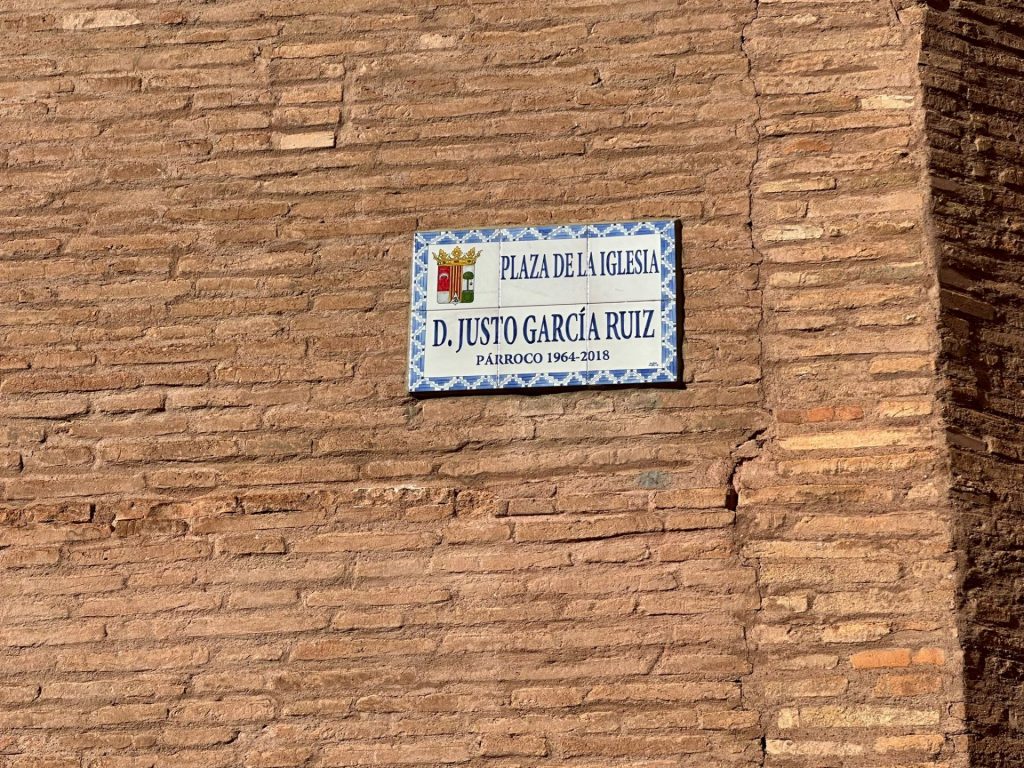 PLAZA DE LA IGLESIA
D. JUSTO GARCÍA RUIZ
PÁRROCO 1964-2018